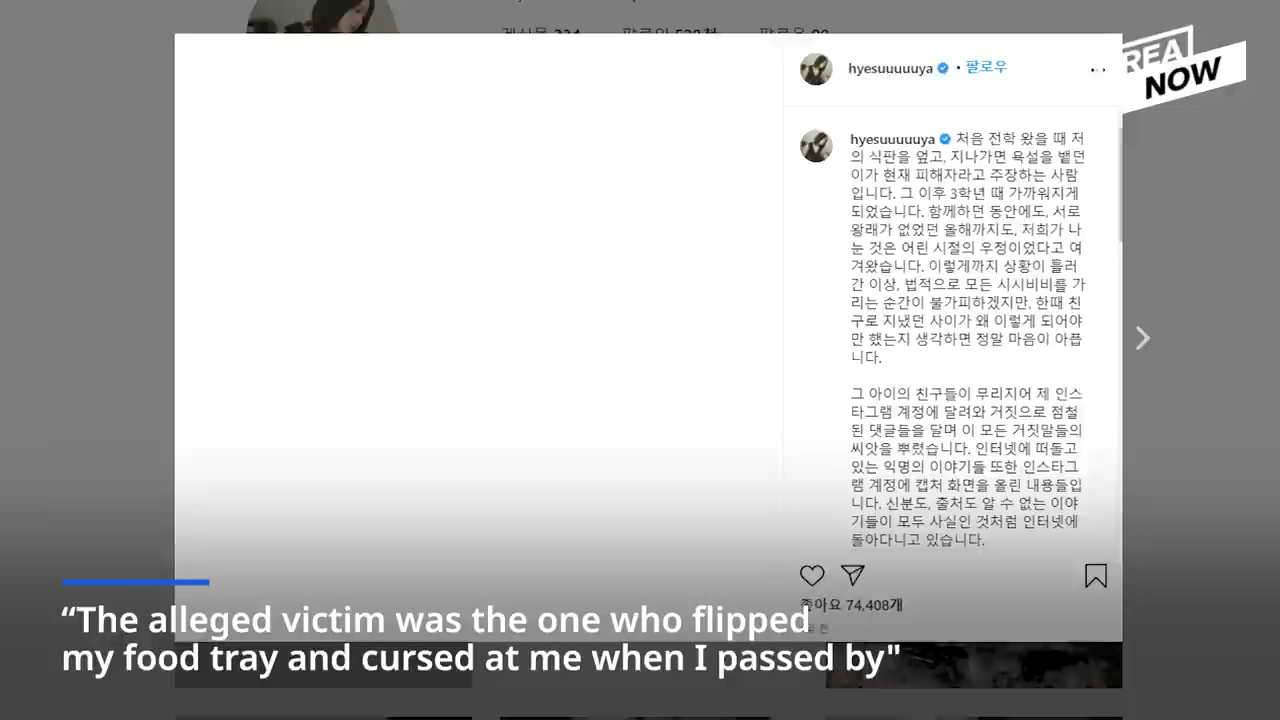 REA
NOW
hyesuuuuuya • 팔로우
hyesuuuuuya 처음 전학 왔을 때 저
의 식판을 엎고, 지나가면 욕설을 뱉던
이가 현재 피해자라고 주장하는 사람
입니다. 그 이후 3학년 때 가까워지게
되었습니다. 함께하던 동안에도, 서로
왕래가 없었던 올해까지도, 저희가 나
눈 것은 어린 시절의 우정이었다고 여
겨왔습니다. 이렇게까지 상황이 흘러
간 이상, 법적으로 모든 시시비비를 가
리는 순간이 불가피하겠지만, 한때 친
구로 지냈던 사이가 왜 이렇게 되어야
만 했는지 생각하면 정말 마음이 아픕
니다.
그 아이의 친구들이 무리지어 제 인스
타그램 계정에 달려와 거짓으로 점철
된 댓글들을 달며 이 모든 거짓말들의
씨앗을 뿌렸습니다. 인터넷에 떠돌고
있는 익명의 이야기들 또한 인스타그
램 계정에 캡처 화면을 올린 내용들입
니다. 신분도, 출처도 알 수 없는 이야
기들이 모두 사실인 것처럼 인터넷에
돌아다니고 있습니다.
좋아요 74,408개
“The alleged victim was the one who flipped
my food tray and cursed at me when I passed by"